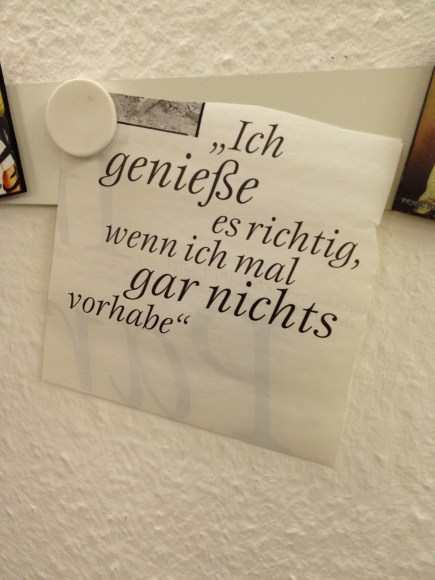 „Ich
genieße
es richtig,
wenn ich mal
gar nichts
vorhabe“